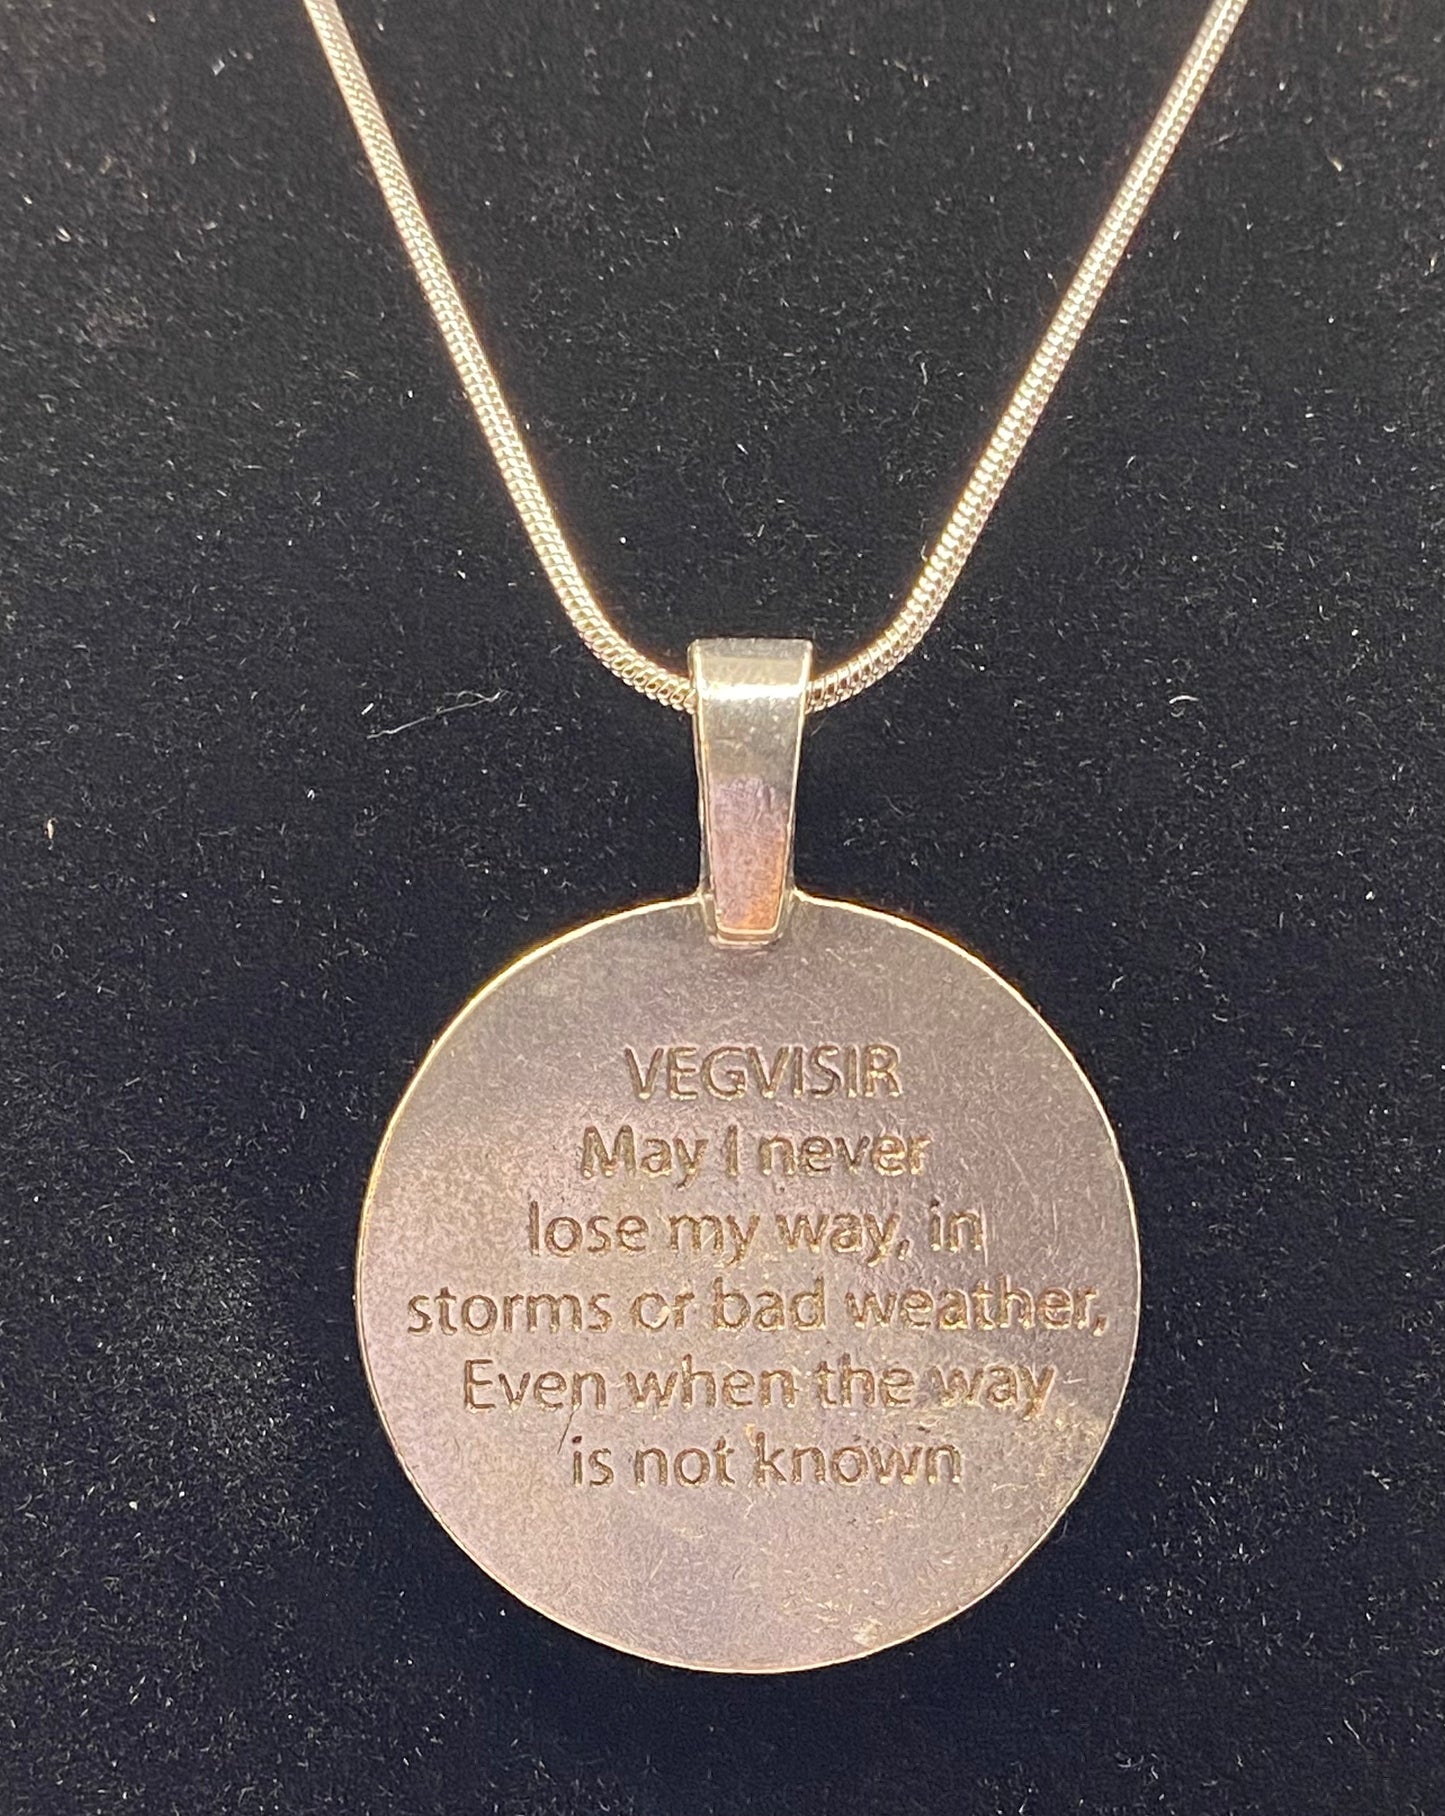 VEGVISIR
May I never
lose my way, in
storms or bad weather,
Even when the way
is not known